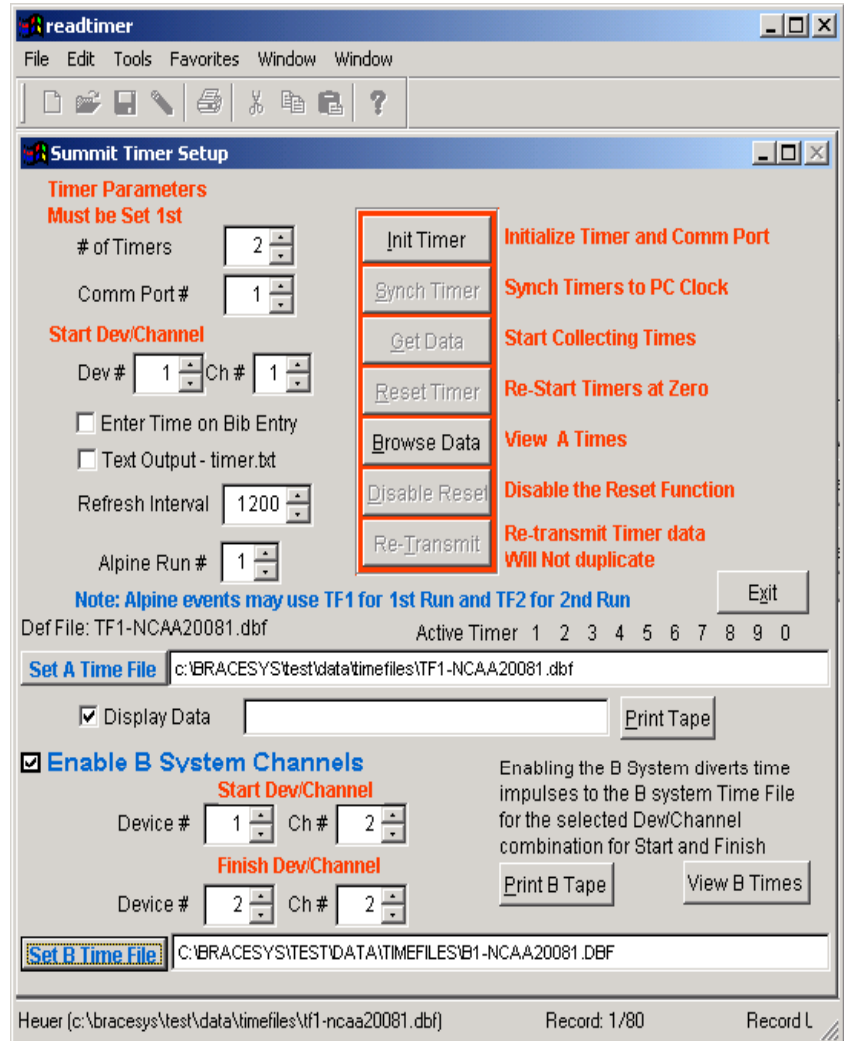 readtimer
File Edit Tools Favorites Window Window
Summit Timer Setup
Timer Parameters
Must be Set 1st
# of Timers 2
Comm Port # 1
Start Dev/Channel
Dev # 1 Ch # 1
Enter Time on Bib Entry
Text Output - timer.txt
Refresh Interval 1200
Alpine Run # 1
Init Timer Initialize Timer and Comm Port
Synch Timer Synch Timers to PC Clock
Get Data Start Collecting Times
Reset Timer Re-Start Timers at Zero
Browse Data View A Times
Disable Reset Disable the Reset Function
Re-Transmit Re-transmit Timer data
Will Not duplicate
Exit
Note: Alpine events may use TF1 for 1st Run and TF2 for 2nd Run
Def File: TF1-NCAA20081.dbf Active Timer 1 2 3 4 5 6 7 8 9 0
Set A Time File c:\BRACESYS\test\data\timefiles\TF1-NCAA20081.dbf
Display Data Print Tape
Enable B System Channels
Start Dev/Channel
Device # 1 Ch # 2
Finish Dev/Channel
Device # 2 Ch # 2
Enabling the B System diverts time
impulses to the B system Time File
for the selected Dev/Channel
combination for Start and Finish
Print B Tape View B Times
Set B Time File C:\BRACESYS\TEST\DATA\TIMEFILES\B1-NCAA20081.DBF
Heuer (c:\bracesys\test\data\timefiles\tf1-ncaa20081.dbf) Record: 1/80 Record L